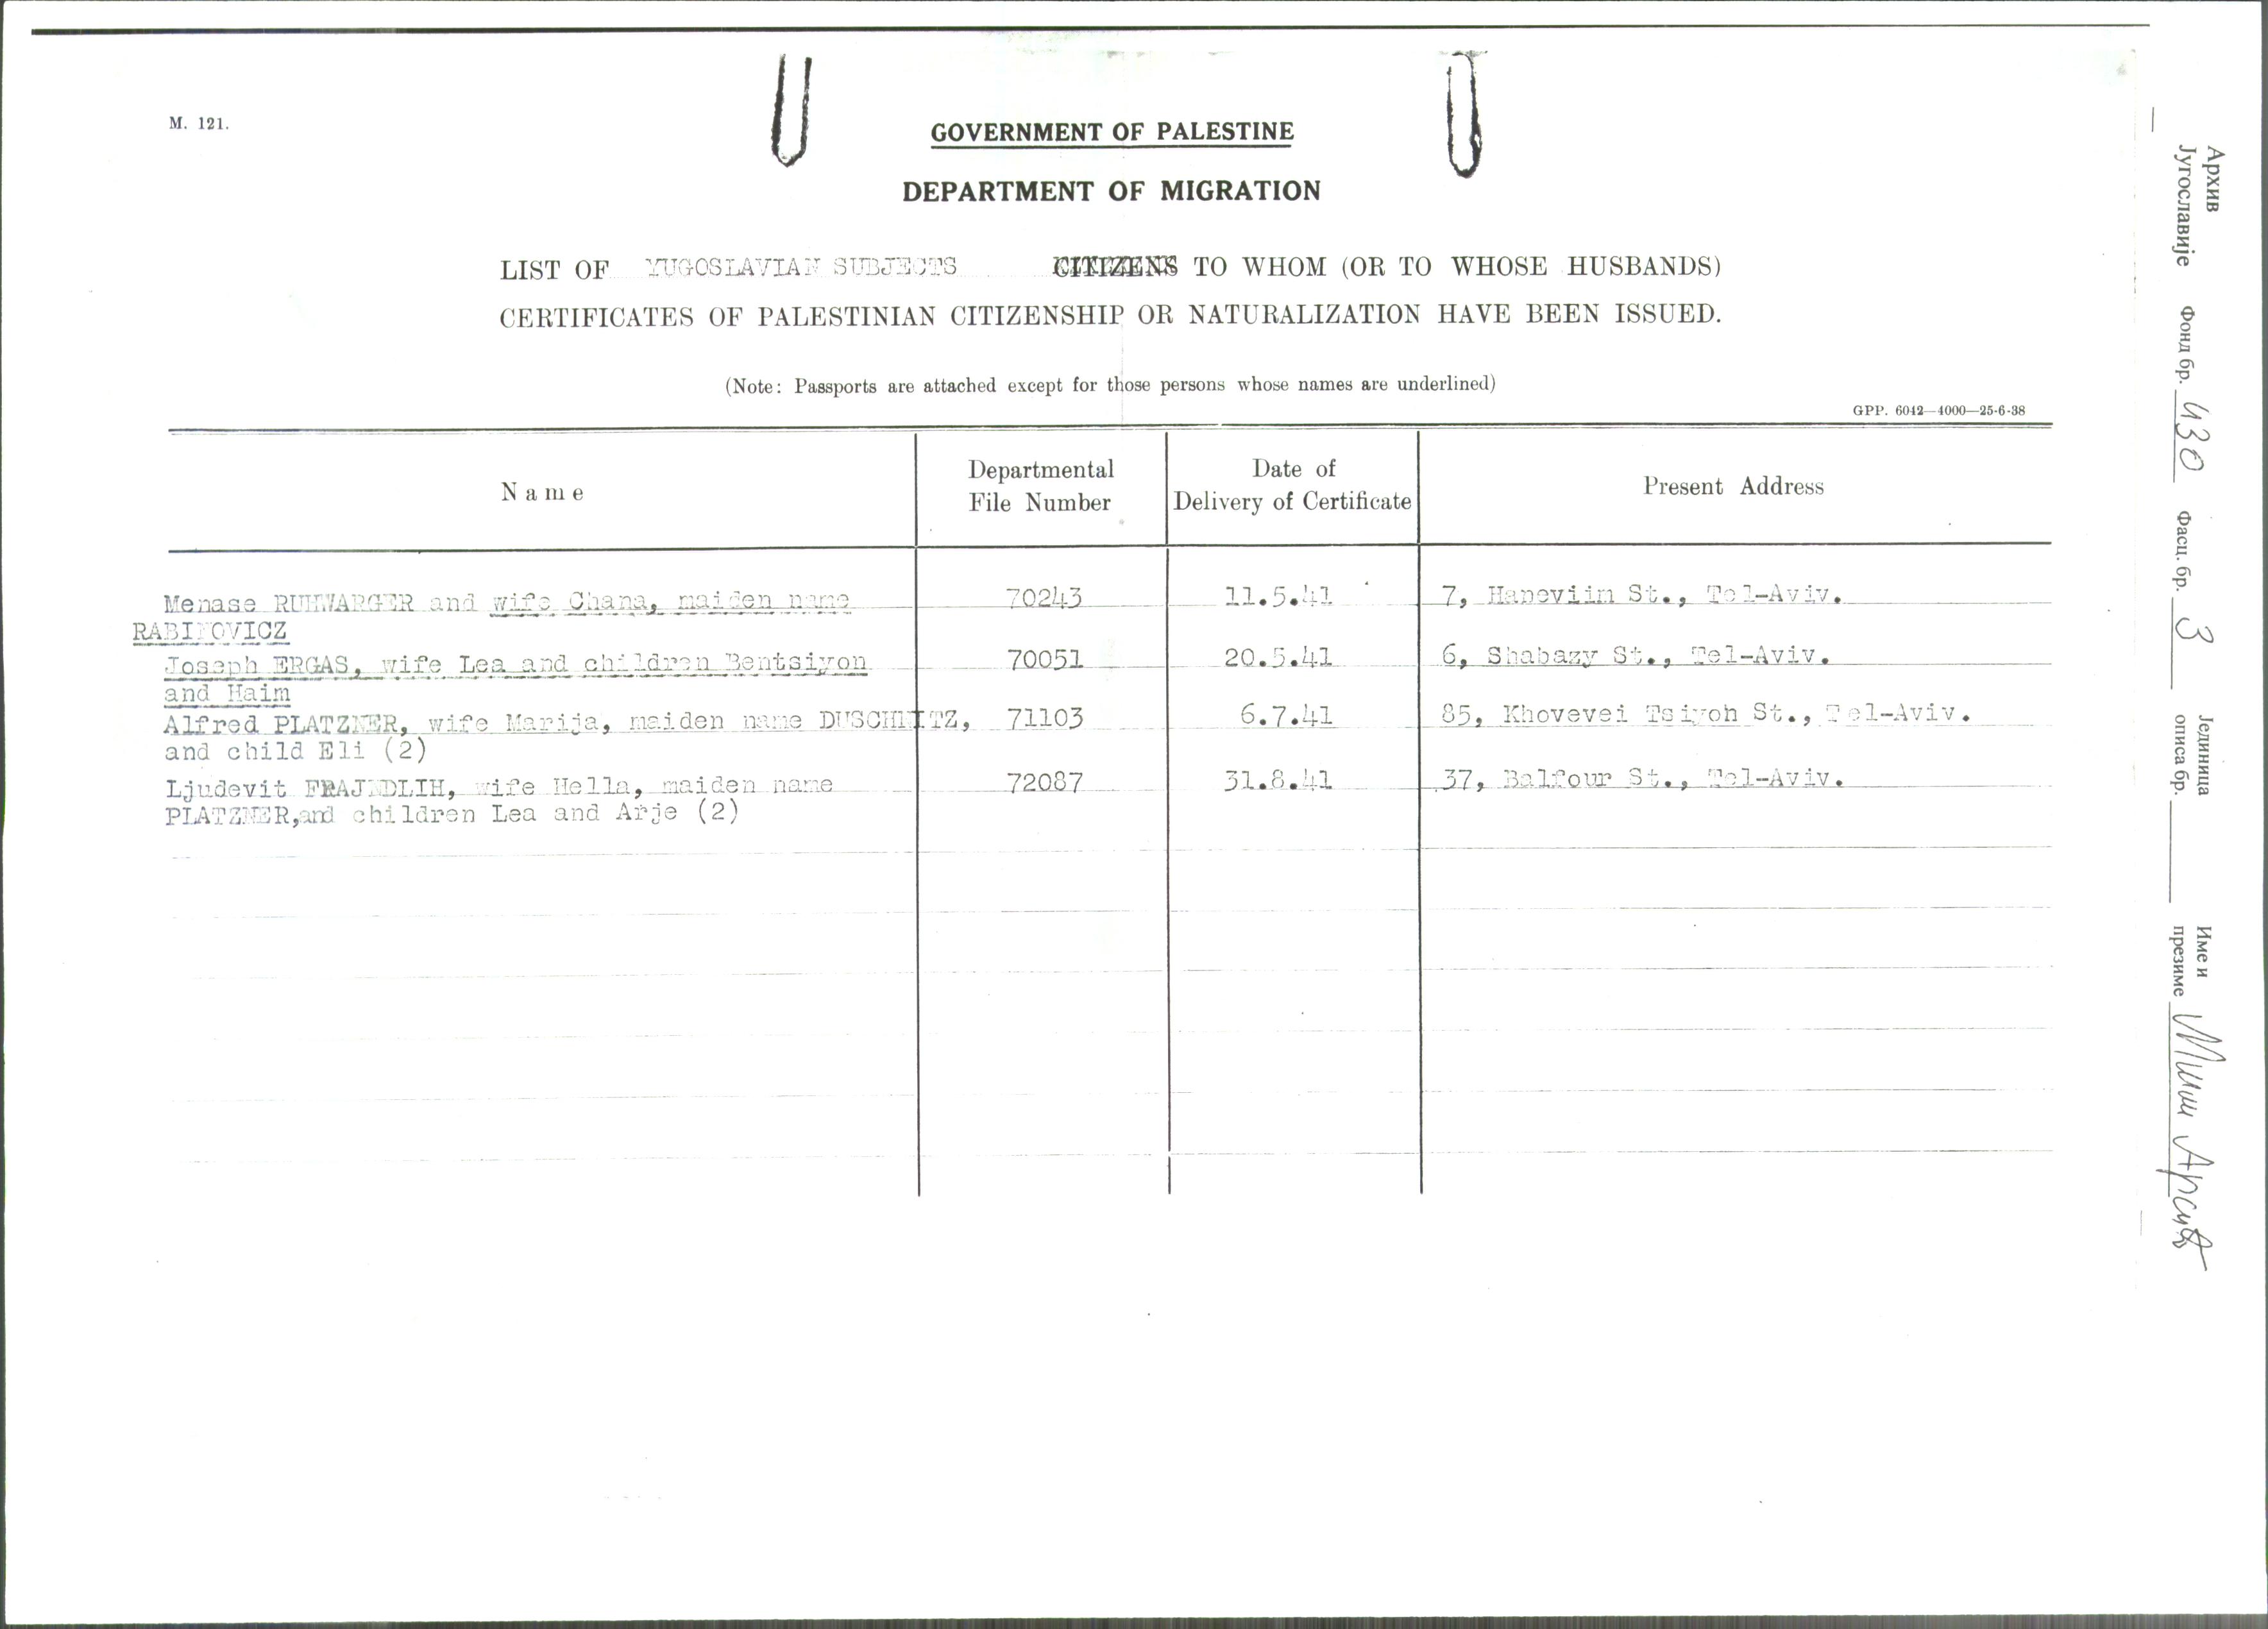 M. 121.
GOVERNMENT OF PALESTINE
DEPARTMENT OF MIGRATION
LIST OF YUGOSLAVIAN SUBJECTS CITIZENS TO WHOM (OR TO WHOSE HUSBANDS)
CERTIFICATES OF PALESTINIAN CITIZENSHIP OR NATURALIZATION HAVE BEEN ISSUED.
(Note: Passports are attached except for those persons whose names are underlined)
GPP. 6042—4000—25-6-38
Name
Departmental
File Number
Date of
Delivery of Certificate
Present Address
Menase RUHWARGER and wife Chana, maiden name 70243 11.5.41 7, Haneviim St., Tel-Aviv.
RABINOVICZ
Joseph ERGAS, wife Lea and children Bentsiyon 70051 20.5.41 6, Shabazy St., Tel-Aviv.
and Haim
Alfred PLATZNER, wife Marija, maiden name DUSCHNITZ, 71103 6.7.41 85, Khovevei Tsiyoh St., Tel-Aviv.
and child Eli (2)
Ljudevit FRAJNDLIH, wife Hella, maiden name 72087 31.8.41 37, Balfour St., Tel-Aviv.
PLATZNER,and children Lea and Arje (2)
Архив
Југославије
Фонд бр. 430
Фасц. бр. 3
Јединица
описа бр.
Име и
презиме